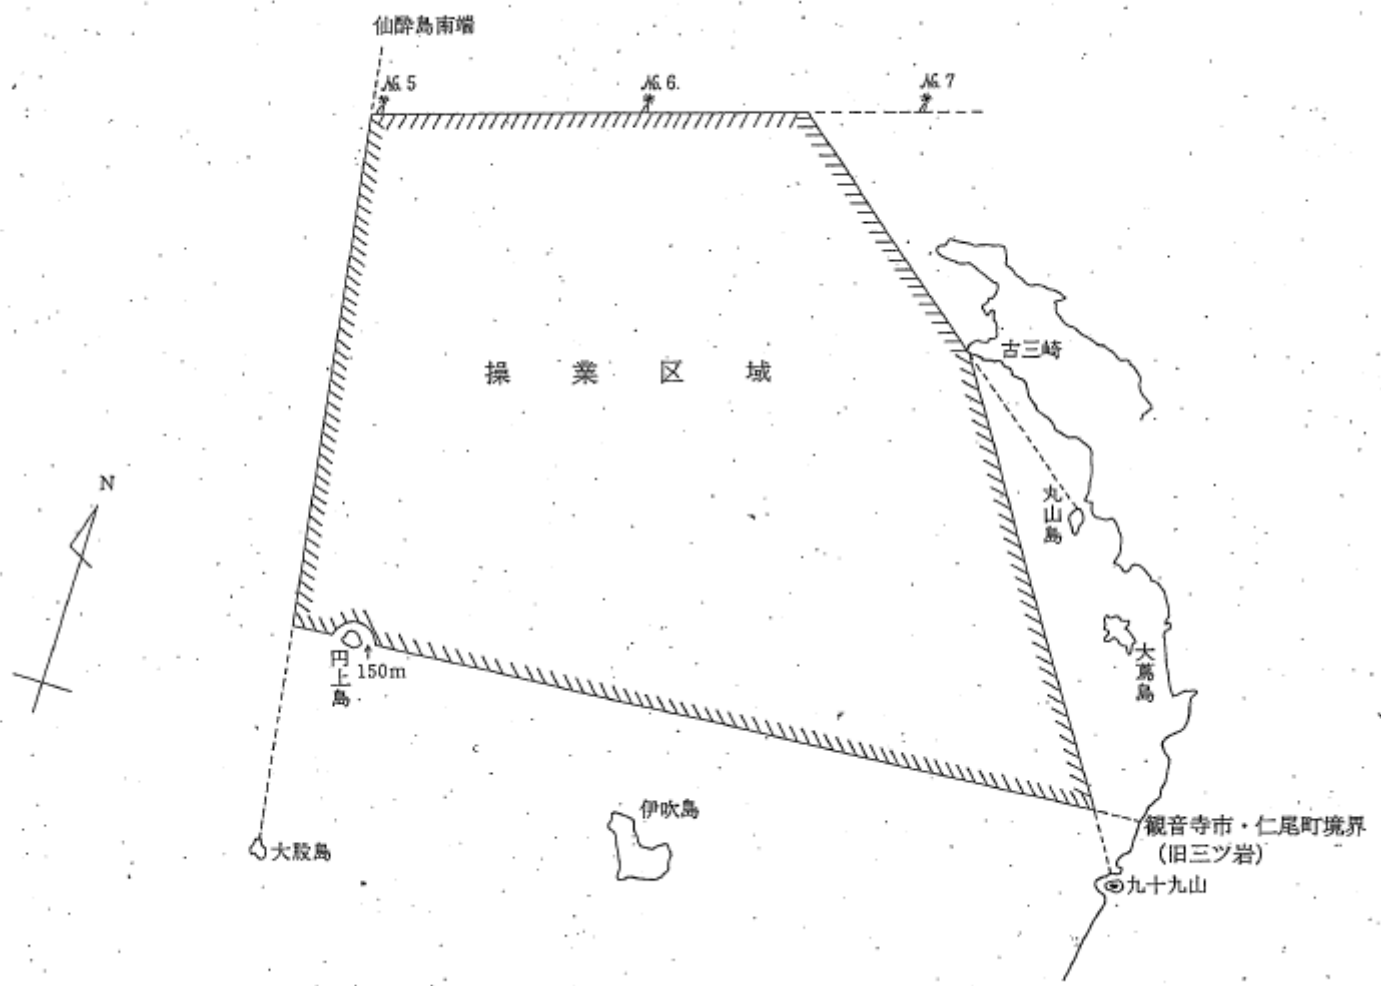 仙酔島南端
№5
№6.
№7
古三崎
操業区域
N
丸山島
円上島
150m
大蔦島
伊吹島
観音寺市・仁尾町境界
(旧三ツ岩)
大股島
九十九山